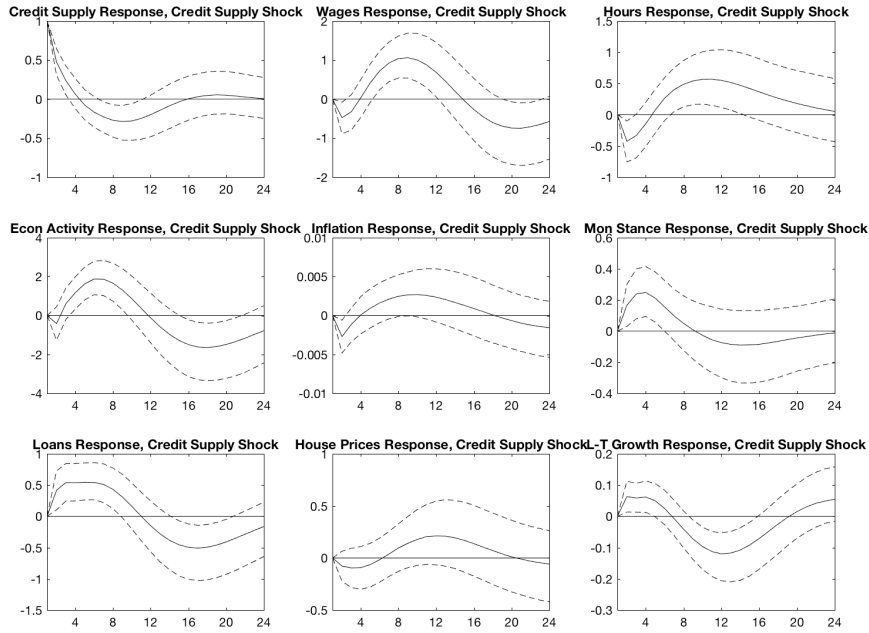 Credit Supply Response, Credit Supply Shock
1
0.5
0
-0.5
-1
4 8 12 16 20 24
Wages Response, Credit Supply Shock
2
1
0
-1
-2
4 8 12 16 20 24
Hours Response, Credit Supply Shock
1.5
1
0.5
0
-0.5
-1
4 8 12 16 20 24
Econ Activity Response, Credit Supply Shock
4
2
0
-2
-4
4 8 12 16 20 24
Inflation Response, Credit Supply Shock
0.01
0.005
0
-0.005
-0.01
4 8 12 16 20 24
Mon Stance Response, Credit Supply Shock
0.6
0.4
0.2
0
-0.2
-0.4
4 8 12 16 20 24
Loans Response, Credit Supply Shock
1
0.5
0
-0.5
-1
-1.5
4 8 12 16 20 24
House Prices Response, Credit Supply Shock
1
0.5
0
-0.5
4 8 12 16 20 24
L-T Growth Response, Credit Supply Shock
0.2
0.1
0
-0.1
-0.2
-0.3
4 8 12 16 20 24